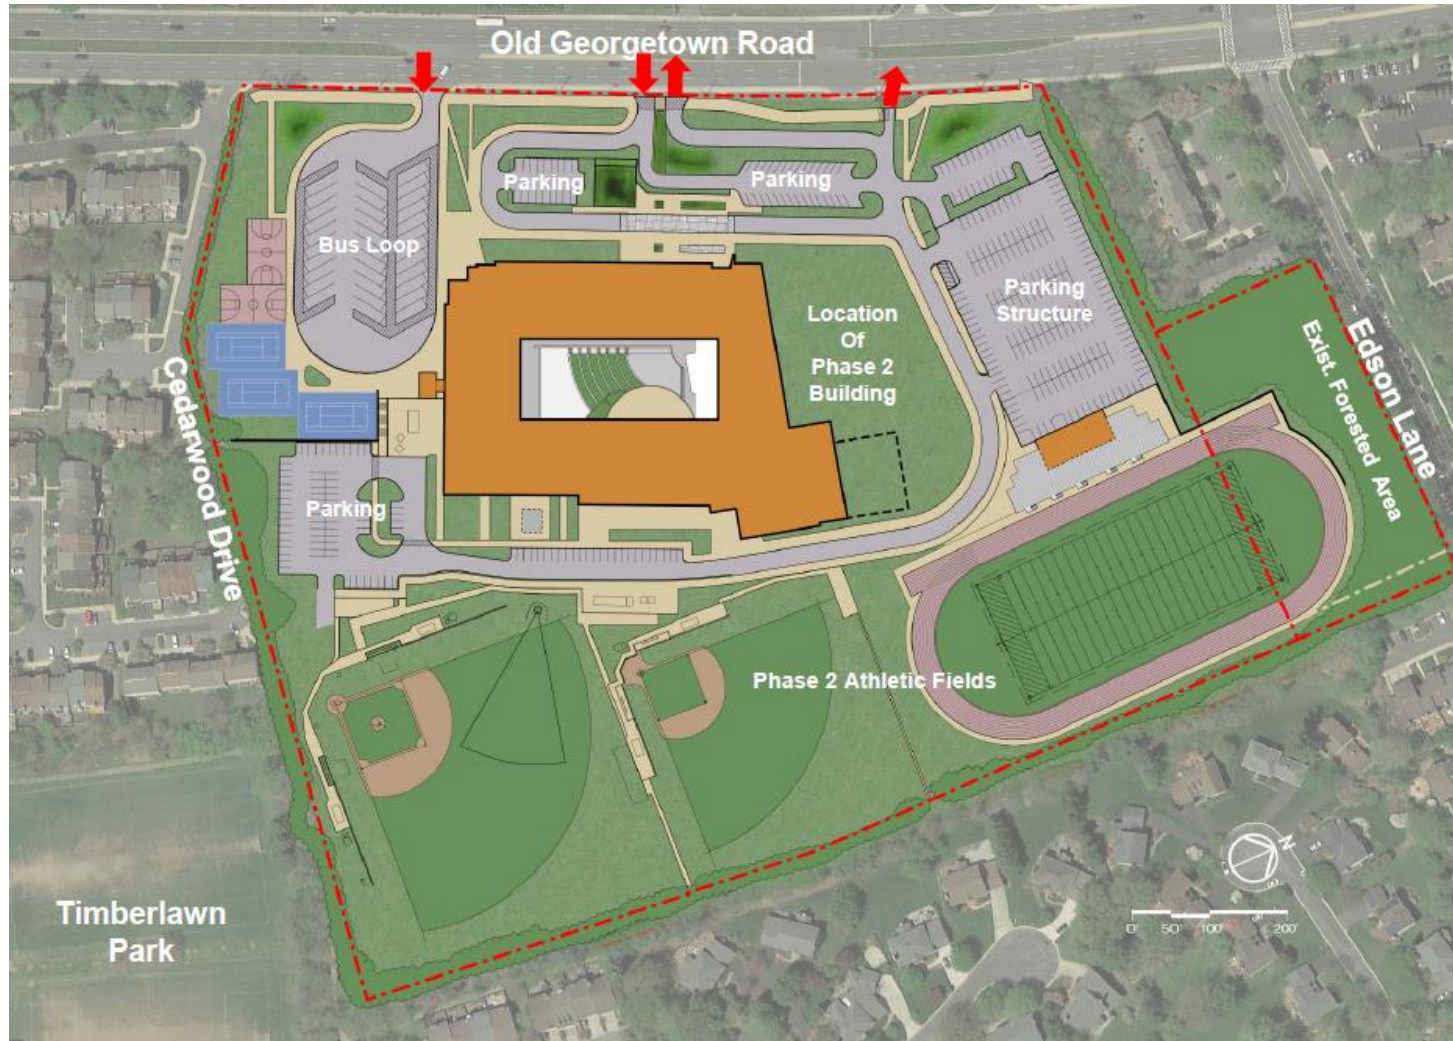 Old Georgetown Road
Parking
Parking
Bus Loop
Parking
Structure
Location
Of
Phase 2
Building
Edson Lane
Exist. Forested Area
Cedarwood Drive
Parking
Phase 2 Athletic Fields
Timberlawn
Park
N
0' 50' 100' 200'